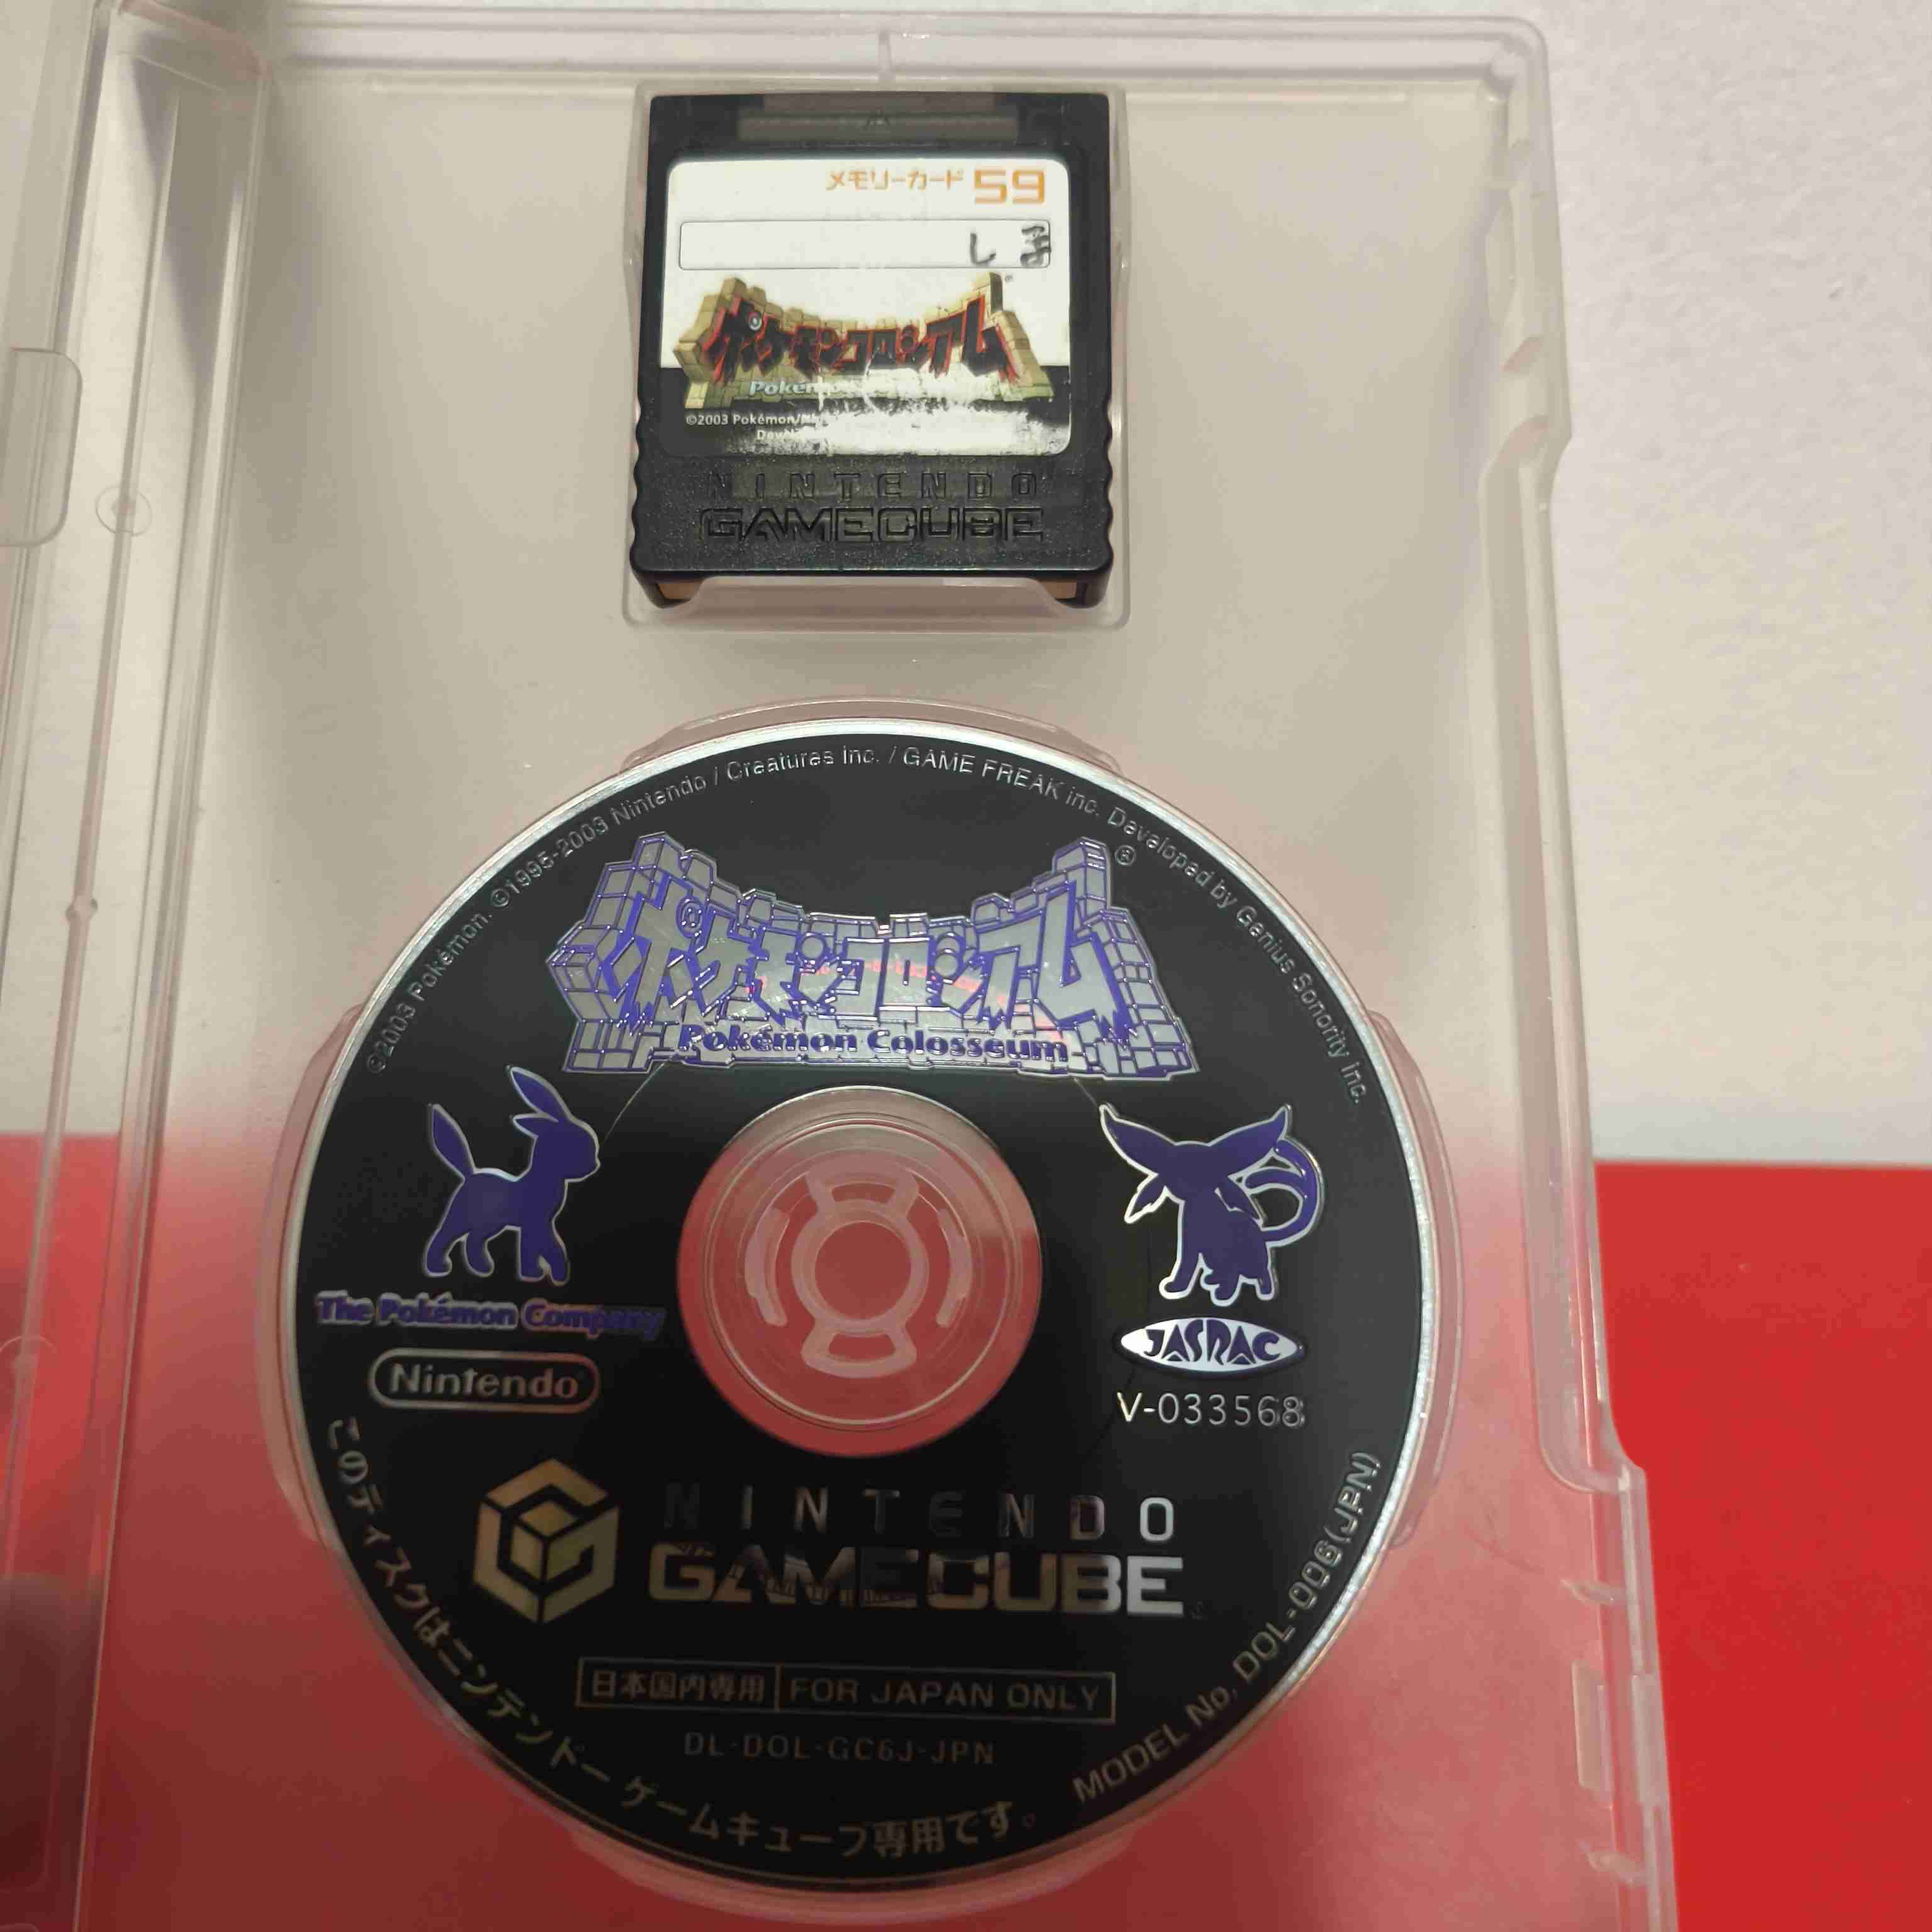 メモリーカード 59
し
ポケモンコロシアム
©2003 Pokémon
NINTENDO
GAMECUBE
©2003 Pokémon. ©1995-2003 Nintendo / Creatures Inc. / GAME FREAK inc. Developed by Genius Sonority Inc.
ポケモンコロシアム ®
Pokémon Colosseum
The Pokémon Company
Nintendo
JASRAC
V-033568
NINTENDO
GAMECUBE
日本国内専用 FOR JAPAN ONLY
DL-DOL-GC6J-JPN
このディスクはニンテンドー ゲームキューブ専用です。
MODEL No. DOL-006(JPN)